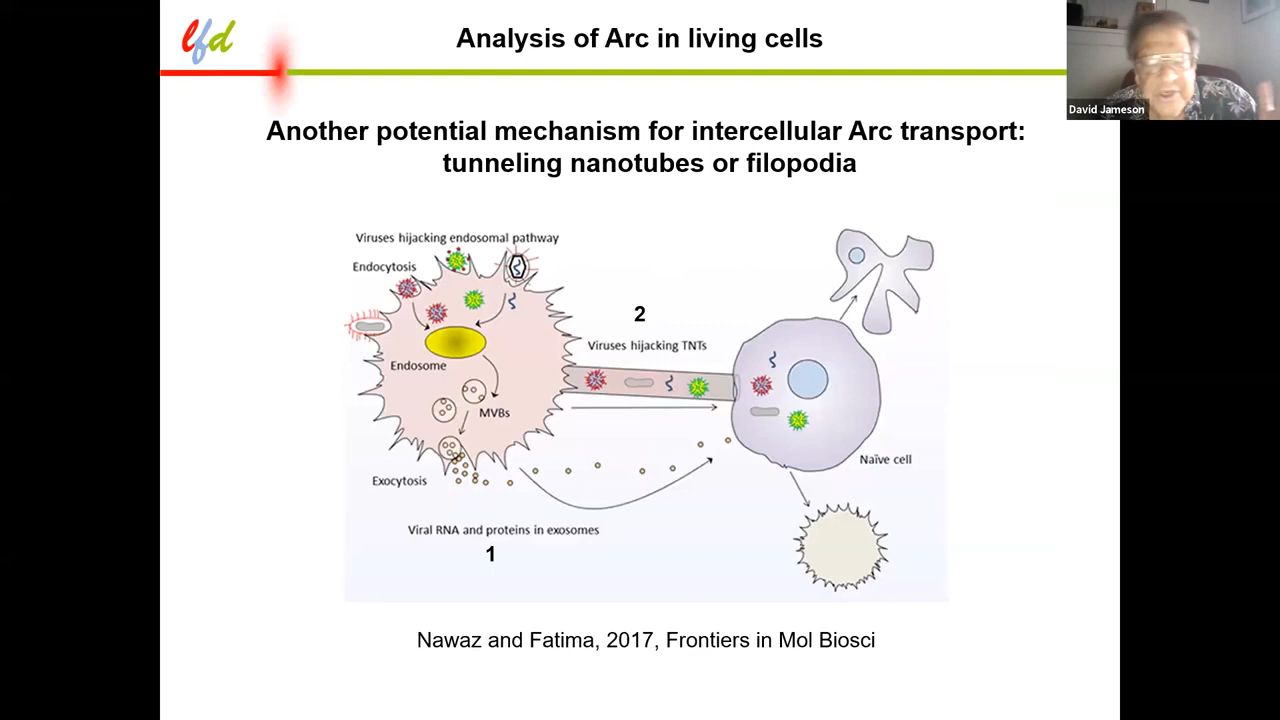 lfd
Analysis of Arc in living cells
David Jameson
Another potential mechanism for intercellular Arc transport:
tunneling nanotubes or filopodia
Viruses hijacking endosomal pathway
Endocytosis
2
Viruses hijacking TNTs
Endosome
MVBs
Naïve cell
Exocytosis
Viral RNA and proteins in exosomes
1
Nawaz and Fatima, 2017, Frontiers in Mol Biosci